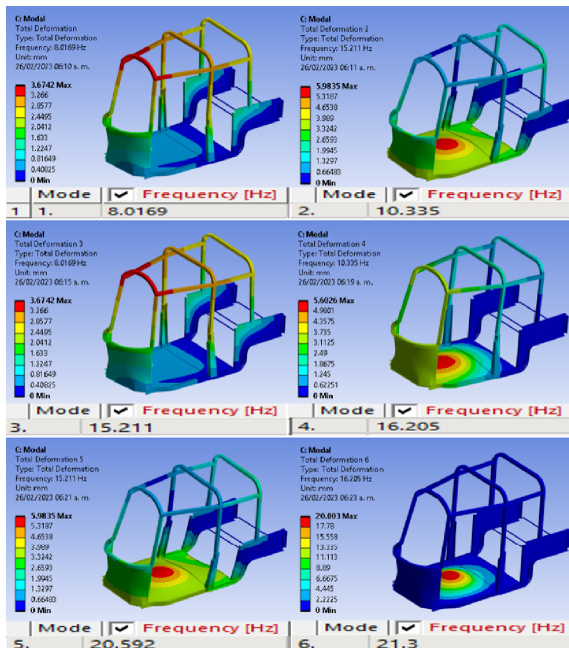 C: Modal
Total Deformation
Type: Total Deformation
Frequency: 8.0169 Hz
Unit: mm
26/02/2023 06:10 a. m.
3.6742 Max
3.266
2.8577
2.4495
2.0412
1.633
1.2247
0.81649
0.40825
0 Min
Mode Frequency [Hz]
1 1. 8.0169
C: Modal
Total Deformation 2
Type: Total Deformation
Frequency: 15.211 Hz
Unit: mm
26/02/2023 06:11 a. m.
5.9835 Max
5.3187
4.6538
3.989
3.3242
2.6593
1.9945
1.3297
0.66483
0 Min
Mode Frequency [Hz]
2. 10.335
C: Modal
Total Deformation 3
Type: Total Deformation
Frequency: 8.0169 Hz
Unit: mm
26/02/2023 06:15 a. m.
3.6742 Max
3.266
2.8577
2.4495
2.0412
1.633
1.2247
0.81649
0.40825
0 Min
Mode Frequency [Hz]
3. 15.211
C: Modal
Total Deformation 4
Type: Total Deformation
Frequency: 10.335 Hz
Unit: mm
26/02/2023 06:19 a. m.
5.6026 Max
4.9801
4.3575
3.735
3.1125
2.49
1.8675
1.245
0.62251
0 Min
Mode Frequency [Hz]
4. 16.205
C: Modal
Total Deformation 5
Type: Total Deformation
Frequency: 15.211 Hz
Unit: mm
26/02/2023 06:21 a. m.
5.9835 Max
5.3187
4.6538
3.989
3.3242
2.6593
1.9945
1.3297
0.66483
0 Min
Mode Frequency [Hz]
5. 20.592
C: Modal
Total Deformation 6
Type: Total Deformation
Frequency: 16.205 Hz
Unit: mm
26/02/2023 06:23 a. m.
20.003 Max
17.78
15.558
13.335
11.113
8.89
6.6675
4.445
2.2225
0 Min
Mode Frequency [Hz]
6. 21.3